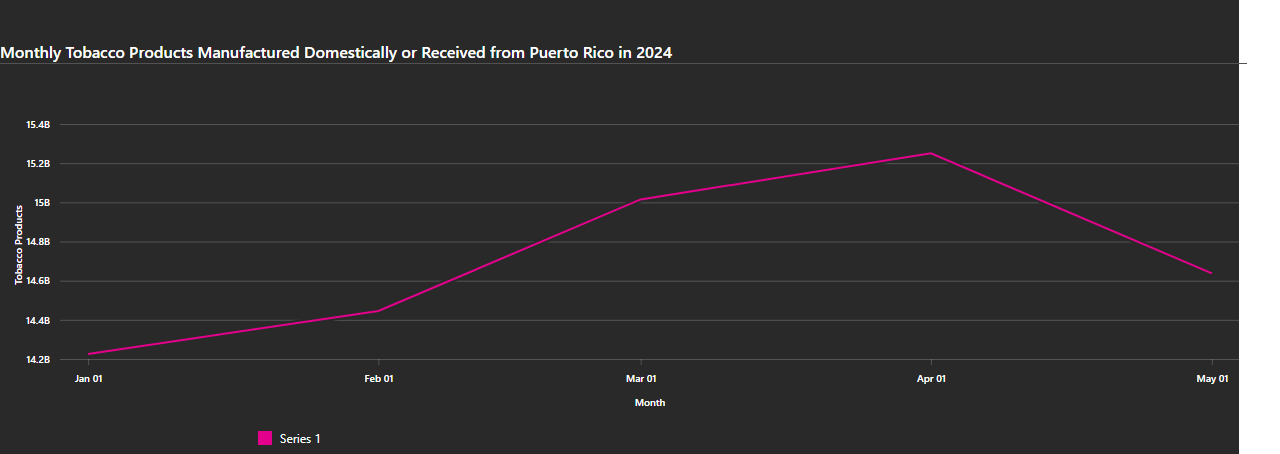 Monthly Tobacco Products Manufactured Domestically or Received from Puerto Rico in 2024
15.4B
15.2B
15B
14.8B
14.6B
14.4B
14.2B
Tobacco Products
Jan 01
Feb 01
Mar 01
Apr 01
May 01
Month
Series 1